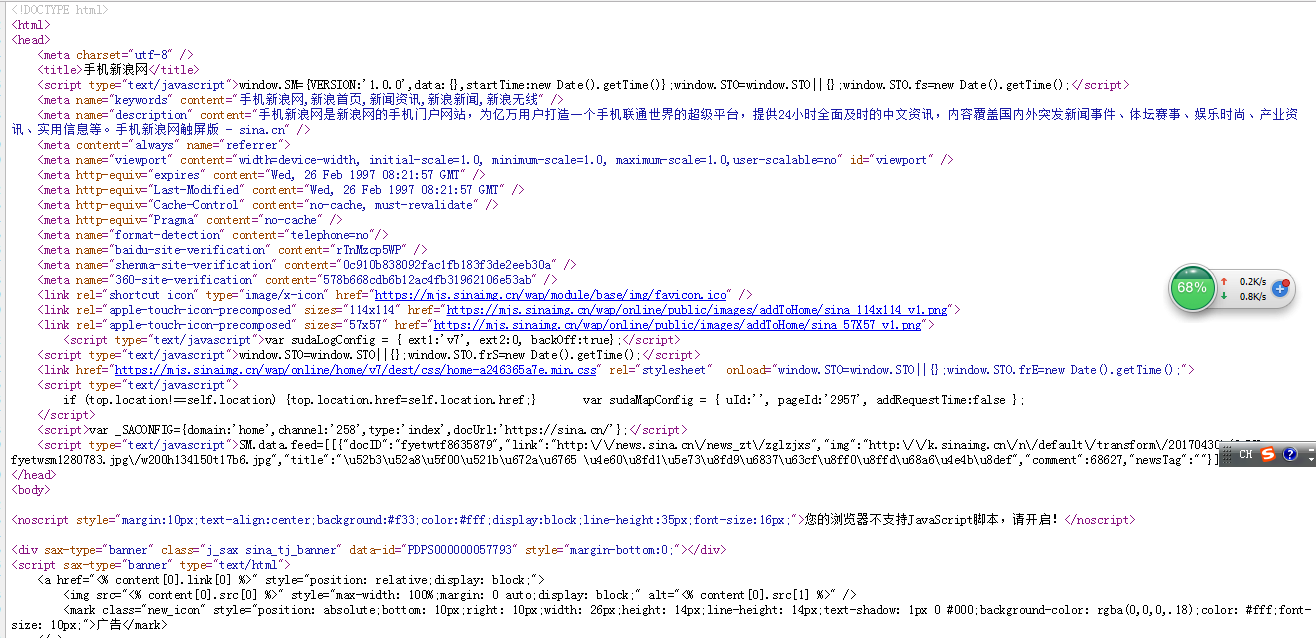 <!DOCTYPE html>
<html>
<head>
    <meta charset="utf-8" />
    <title>手机新浪网</title>
    <script type="text/javascript">window.SM={VERSION:'1.0.0',data:{},startTime:new Date().getTime()};window.STO=window.STO||{};window.STO.fs=new Date().getTime();</script>
    <meta name="keywords" content="手机新浪网,新浪首页,新闻资讯,新浪新闻,新浪无线" />
    <meta name="description" content="手机新浪网是新浪网的手机门户网站，为亿万用户打造一个手机联通世界的超级平台，提供24小时全面及时的中文资讯，内容覆盖国内外突发新闻事件、体坛赛事、娱乐时尚、产业资
讯、实用信息等。手机新浪网触屏版 - sina.cn" />
    <meta content="always" name="referrer">
    <meta name="viewport" content="width=device-width, initial-scale=1.0, minimum-scale=1.0, maximum-scale=1.0,user-scalable=no" id="viewport" />
    <meta http-equiv="expires" content="Wed, 26 Feb 1997 08:21:57 GMT" />
    <meta http-equiv="Last-Modified" content="Wed, 26 Feb 1997 08:21:57 GMT" />
    <meta http-equiv="Cache-Control" content="no-cache, must-revalidate" />
    <meta http-equiv="Pragma" content="no-cache" />
    <meta name="format-detection" content="telephone=no"/>
    <meta name="baidu-site-verification" content="rTnMzcp5WP" />
    <meta name="shenma-site-verification" content="0c910b838092fac1fb183f3de2eeb30a" />
    <meta name="360-site-verification" content="578b668cdb6b12ac4fb31962106e53ab" />
    <link rel="shortcut icon" type="image/x-icon" href="https://mjs.sinaimg.cn/wap/module/base/img/favicon.ico" />
    <link rel="apple-touch-icon-precomposed" sizes="114x114" href="https://mjs.sinaimg.cn/wap/online/public/images/addToHome/sina_114x114_v1.png">
    <link rel="apple-touch-icon-precomposed" sizes="57x57" href="https://mjs.sinaimg.cn/wap/online/public/images/addToHome/sina_57X57_v1.png">
        <script type="text/javascript">var sudaLogConfig = { ext1:'v7', ext2:0, backOff:true};</script>
    <script type="text/javascript">window.STO=window.STO||{};window.STO.frS=new Date().getTime();</script>
    <link href="https://mjs.sinaimg.cn/wap/online/home/v7/dest/css/home-a246365a7e.min.css" rel="stylesheet"  onload="window.STO=window.STO||{};window.STO.frE=new Date().getTime();">
    <script type="text/javascript">
        if (top.location!==self.location) {top.location.href=self.location.href;}       var sudaMapConfig = { uId:'', pageId:'2957', addRequestTime:false };
    </script>
    <script>var _SACONFIG={domain:'home',channel:'258',type:'index',docUrl:'https://sina.cn/'};</script>
    <script type="text/javascript">SM.data.feed=[[{"docID":"fyetwtf8635879","link":"http:\/\/news.sina.cn\/news_zt\/zglzjxs","img":"http:\/\/k.sinaimg.cn\/n\/default\/transform\/20170430\/
fyetwsm1280783.jpg\/w200h134l50t17b6.jpg","title":"\u52b3\u52a8\u5f00\u521b\u672a\u6765 \u4e60\u8fd1\u5e73\u8fd9\u6837\u63cf\u8ff0\u8ffd\u68a6\u4e4b\u8def","comment":68627,"newsTag":""}]
</head>
<body>
<noscript style="margin:10px;text-align:center;background:#f33;color:#fff;display:block;line-height:35px;font-size:16px;">您的浏览器不支持JavaScript脚本，请开启！</noscript>
<div sax-type="banner" class="j_sax sina_tj_banner" data-id="PDPS000000057793" style="margin-bottom:0;"></div>
<script sax-type="banner" type="text/html">
    <a href="<% content[0].link[0] %>" style="position: relative;display: block;">
        <img src="<% content[0].src[0] %>" style="max-width: 100%;margin: 0 auto;display: block;" alt="<% content[0].src[1] %>" />
        <mark class="new_icon" style="position: absolute;bottom: 10px;right: 10px;width: 26px;height: 14px;line-height: 14px;text-shadow: 1px 0 #000;background-color: rgba(0,0,0,.18);color: #fff;font-
size: 10px;">广告</mark>
68%
0.2K/s
0.8K/s
CH